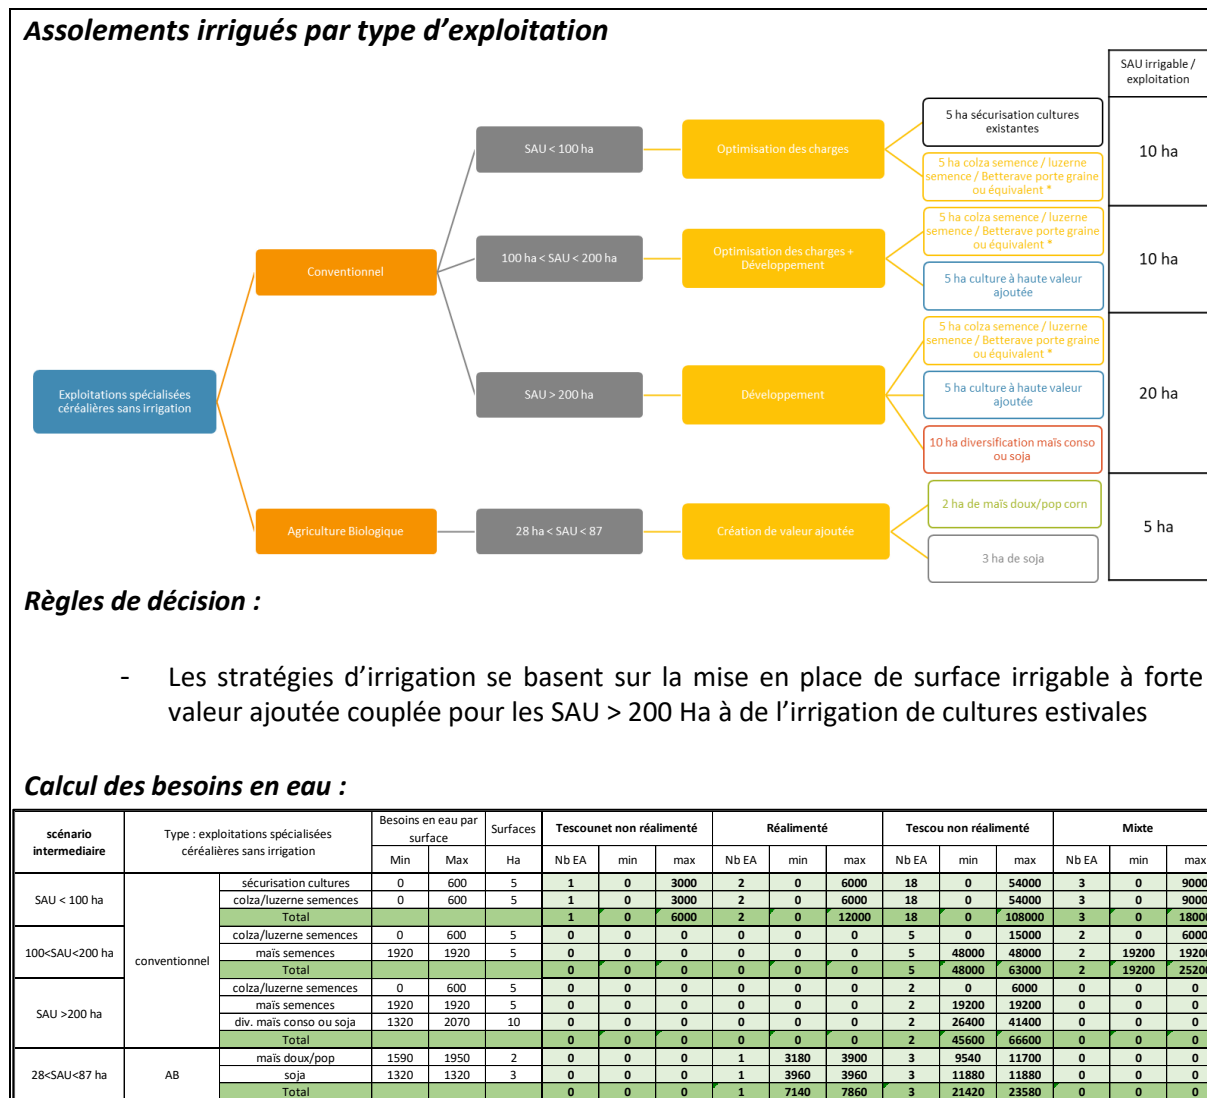 Assolements irrigués par type d'exploitation
SAU irrigable /
exploitation
5 ha sécurisation cultures
existantes
SAU < 100 ha
Optimisation des charges
10 ha
5 ha colza semence / luzerne
semence / Betterave porte graine
ou équivalent *
5 ha colza semence / luzerne
semence / Betterave porte graine
ou équivalent *
Conventionnel
100 ha < SAU < 200 ha
Optimisation des charges +
Développement
10 ha
5 ha culture à haute valeur
ajoutée
5 ha colza semence / luzerne
semence / Betterave porte graine
ou équivalent *
Exploitations spécialisées
céréalières sans irrigation
SAU > 200 ha
Développement
5 ha culture à haute valeur
ajoutée
20 ha
10 ha diversification maïs conso
ou soja
2 ha de maïs doux/pop corn
Agriculture Biologique
28 ha < SAU < 87
Création de valeur ajoutée
5 ha
3 ha de soja
Règles de décision :
- Les stratégies d'irrigation se basent sur la mise en place de surface irrigable à forte
valeur ajoutée couplée pour les SAU > 200 Ha à de l'irrigation de cultures estivales
Calcul des besoins en eau :
scénario intermediaire Type : exploitations spécialisées céréalières sans irrigation Besoins en eau par surface Surfaces Tescounet non réalimenté Réalimenté Tescou non réalimenté Mixte
Min Max Ha Nb EA min max Nb EA min max Nb EA min max Nb EA min max
SAU < 100 ha conventionnel sécurisation cultures 0 600 5 1 0 3000 2 0 6000 18 0 54000 3 0 9000
colza/luzerne semences 0 600 5 1 0 3000 2 0 6000 18 0 54000 3 0 9000
Total 1 0 6000 2 0 12000 18 0 108000 3 0 18000
100<SAU<200 ha colza/luzerne semences 0 600 5 0 0 0 0 0 0 5 0 15000 2 0 6000
maïs semences 1920 1920 5 0 0 0 0 0 0 5 48000 48000 2 19200 19200
Total 0 0 0 0 0 0 5 48000 63000 2 19200 25200
SAU >200 ha colza/luzerne semences 0 600 5 0 0 0 0 0 0 2 0 6000 0 0 0
maïs semences 1920 1920 5 0 0 0 0 0 0 2 19200 19200 0 0 0
div. maïs conso ou soja 1320 2070 10 0 0 0 0 0 0 2 26400 41400 0 0 0
Total 0 0 0 0 0 0 2 45600 66600 0 0 0
28<SAU<87 ha AB maïs doux/pop 1590 1950 2 0 0 0 1 3180 3900 3 9540 11700 0 0 0
soja 1320 1320 3 0 0 0 1 3960 3960 3 11880 11880 0 0 0
Total 0 0 0 1 7140 7860 3 21420 23580 0 0 0